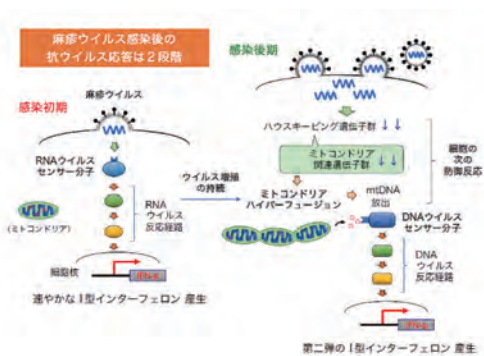 麻疹ウイルス感染後の
抗ウイルス応答は2段階
感染初期
麻疹ウイルス
RNAウイルス
センサー分子
RNA
ウイルス
反応経路
(ミトコンドリア)
細胞核
IFN-β
速やかなI型インターフェロン 産生
ウイルス増殖
の持続
感染後期
ハウスキーピング遺伝子群 ↓↓
ミトコンドリア
関連遺伝子群 ↓↓
細胞の
次の
防御反応
ミトコンドリア
ハイパーフュージョン
mtDNA
放出
DNAウイルス
センサー分子
DNA
ウイルス
反応経路
IFN-β
第二弾のI型インターフェロン 産生